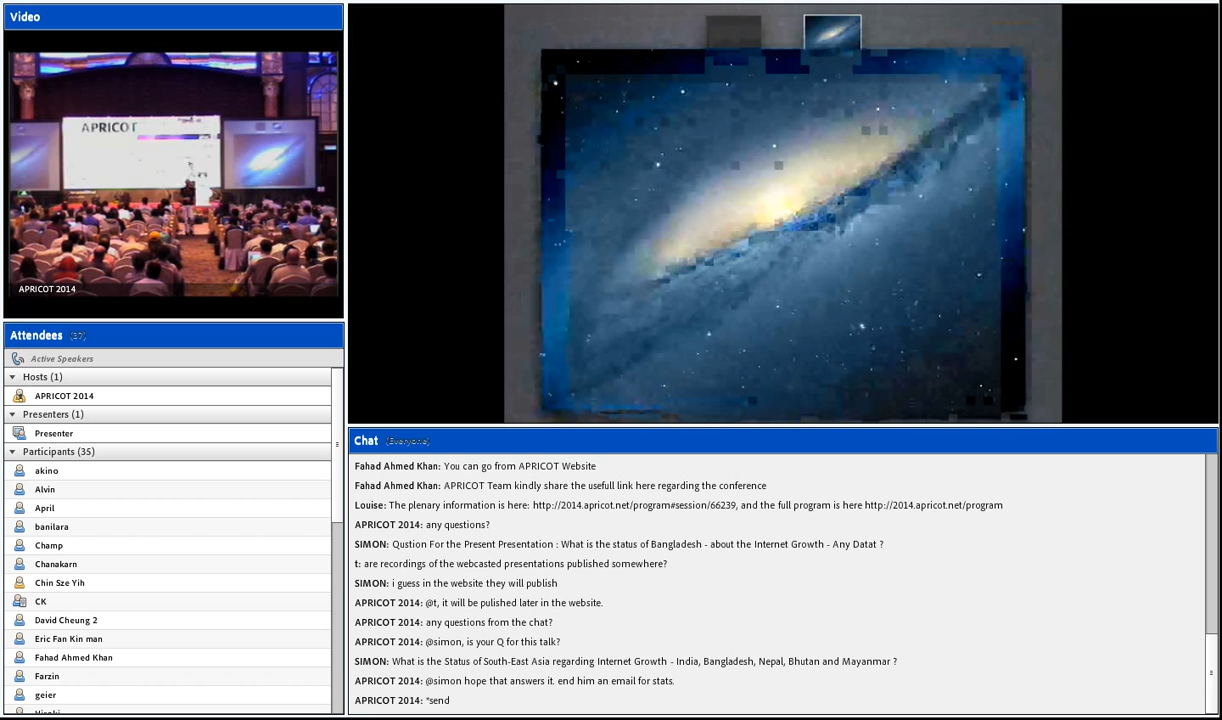 Video
APRICOT
APRICOT 2014
Attendees (37)
Active Speakers
Hosts (1)
APRICOT 2014
Presenters (1)
Presenter
Participants (35)
akino
Alvin
April
banilara
Champ
Chanakarn
Chin Sze Yih
CK
David Cheung 2
Eric Fan Kin man
Fahad Ahmed Khan
Farzin
geier
Chat (Everyone)
Fahad Ahmed Khan: You can go from APRICOT Website
Fahad Ahmed Khan: APRICOT Team kindly share the usefull link here regarding the conference
Louise: The plenary information is here: http://2014.apricot.net/program#session/66239, and the full program is here http://2014.apricot.net/program
APRICOT 2014: any questions?
SIMON: Qustion For the Present Presentation : What is the status of Bangladesh - about the Internet Growth - Any Datat ?
t: are recordings of the webcasted presentations published somewhere?
SIMON: i guess in the website they will publish
APRICOT 2014: @t, it will be pulished later in the website.
APRICOT 2014: any questions from the chat?
APRICOT 2014: @simon, is your Q for this talk?
SIMON: What is the Status of South-East Asia regarding Internet Growth - India, Bangladesh, Nepal, Bhutan and Mayanmar ?
APRICOT 2014: @simon hope that answers it. end him an email for stats.
APRICOT 2014: *send